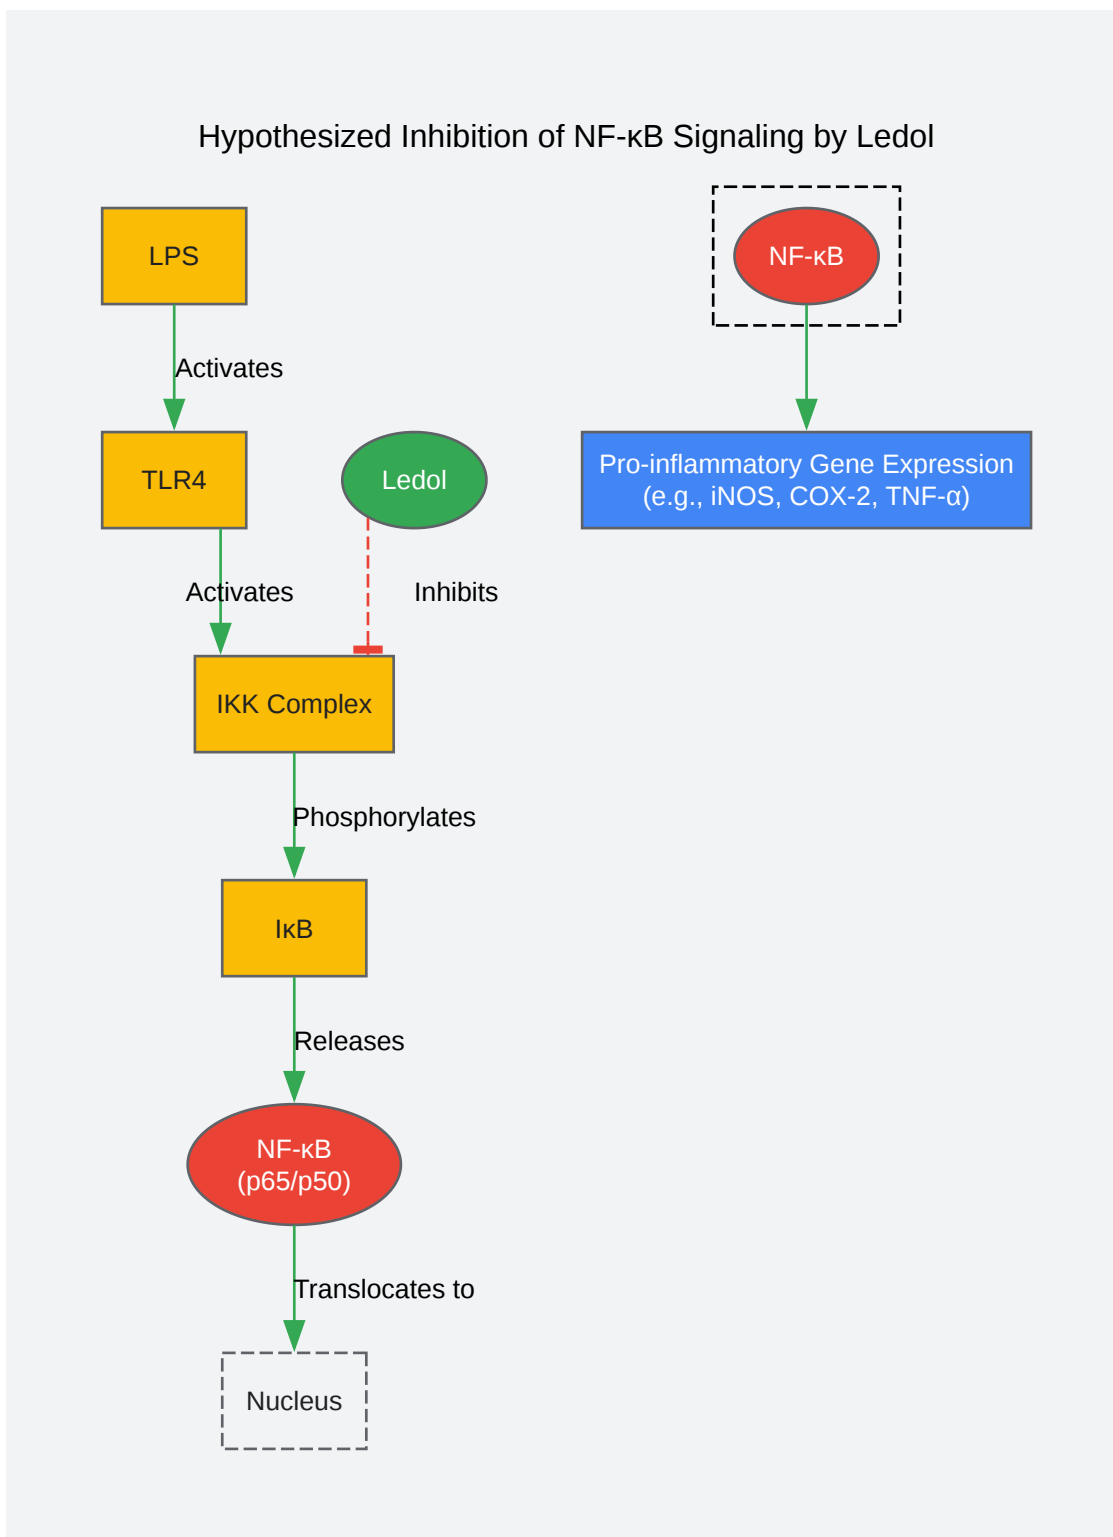 Hypothesized Inhibition of NF-κB Signaling by Ledol
LPS
NF-κB
Activates
TLR4
Ledol
Pro-inflammatory Gene Expression
(e.g., iNOS, COX-2, TNF-α)
Activates
Inhibits
IKK Complex
Phosphorylates
IκB
Releases
NF-κB
(p65/p50)
Translocates to
Nucleus